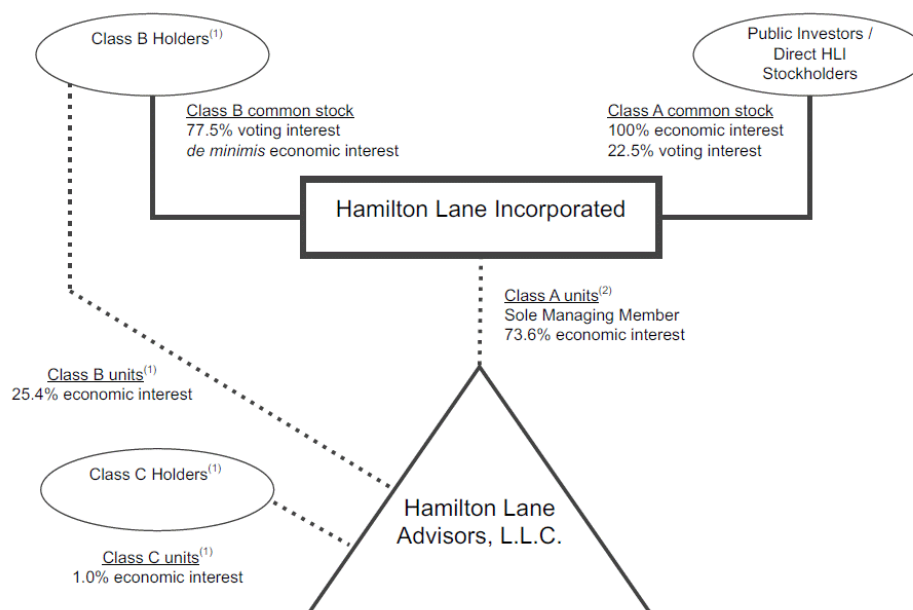 Class B Holders(1)
Public Investors /
Direct HLI
Stockholders
Class B common stock
77.5% voting interest
de minimis economic interest
Class A common stock
100% economic interest
22.5% voting interest
Hamilton Lane Incorporated
Class A units(2)
Sole Managing Member
73.6% economic interest
Class B units(1)
25.4% economic interest
Class C Holders(1)
Hamilton Lane
Advisors, L.L.C.
Class C units(1)
1.0% economic interest